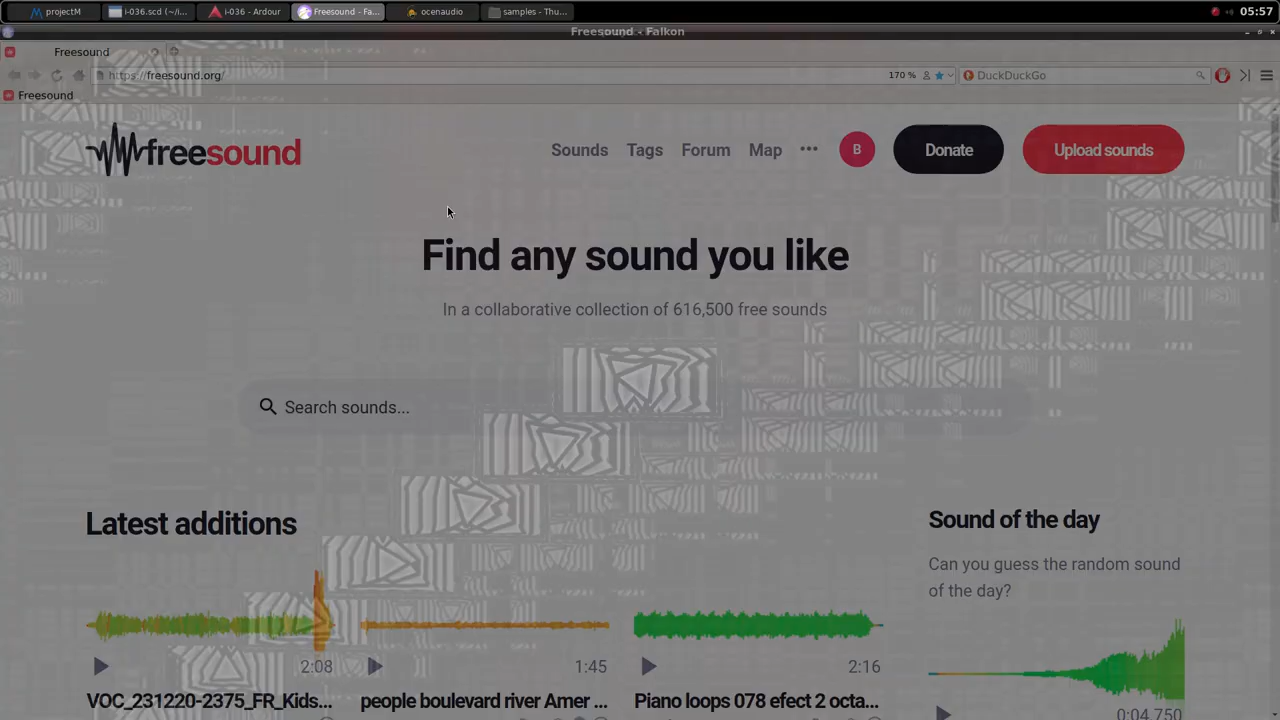 projectM
i-036.scd (~/i...
i-036 - Ardour
Freesound - Fa...
ocenaudio
samples - Thu...
05:57
Freesound - Falkon
Freesound
https://freesound.org/
170 %
DuckDuckGo
Freesound
freesound
Sounds
Tags
Forum
Map
B
Donate
Upload sounds
Find any sound you like
In a collaborative collection of 616,500 free sounds
Search sounds...
Latest additions
2:08
VOC_231220-2375_FR_Kids...
1:45
people boulevard river Amer ...
2:16
Piano loops 078 efect 2 octa...
Sound of the day
Can you guess the random sound
of the day?
0:04.750